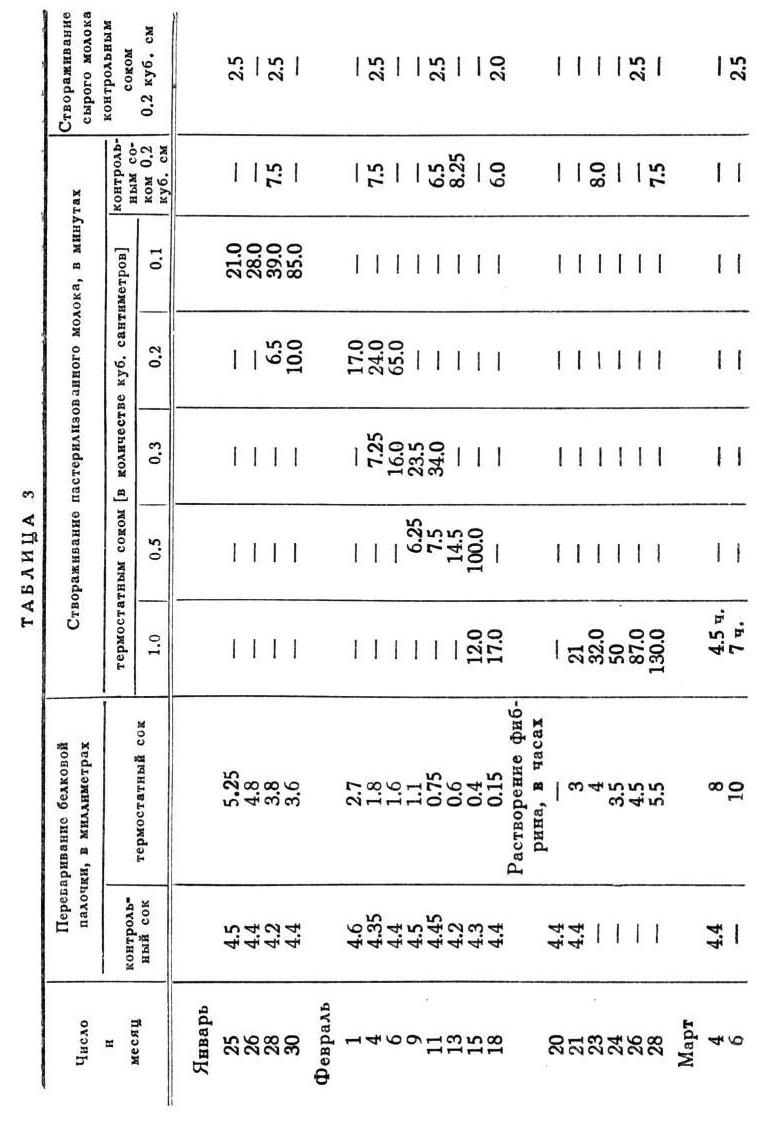 ТАБЛИЦА 3
Число
и
месяц
Переваривание белковой
палочки, в миллиметрах
контроль-
ный сок
термостатный сок
Створаживание пастерилизованного молока, в минутах
термостатным соком [в количестве куб. сантиметров]
1.0 0.5 0.3 0.2 0.1
контроль-
ным со-
ком 0.2
куб. см
Створаживание
сырого молока
контрольным
соком
0.2 куб. см
Январь
25 4.5 5.25 — — — — 21.0 — 2.5
26 4.4 4.8 — — — — 28.0 — —
28 4.2 3.8 — — — 6.5 39.0 7.5 2.5
30 4.4 3.6 — — — 10.0 85.0 — —
Февраль
1 4.6 2.7 — — — 17.0 — — —
4 4.35 1.8 — — 7.25 24.0 — 7.5 2.5
6 4.4 1.6 — — 16.0 65.0 — — —
9 4.5 1.1 — 6.25 23.5 — — — —
11 4.45 0.75 — 7.5 34.0 — — 6.5 2.5
13 4.2 0.6 — 14.5 — — — 8.25 —
15 4.3 0.4 12.0 100.0 — — — — —
18 4.4 0.15 17.0 — — — — 6.0 2.0
Растворение фиб-
рина, в часах
20 4.4 — — — — — — — —
21 4.4 3 21 — — — — — —
23 — 4 32.0 — — — — 8.0 —
24 — 3.5 50 — — — — — —
26 — 4.5 87.0 — — — — — 2.5
28 — 5.5 130.0 — — — — 7.5 —
Март
4 4.4 8 4.5 ч. — — — — — —
6 — 10 7 ч. — — — — — 2.5